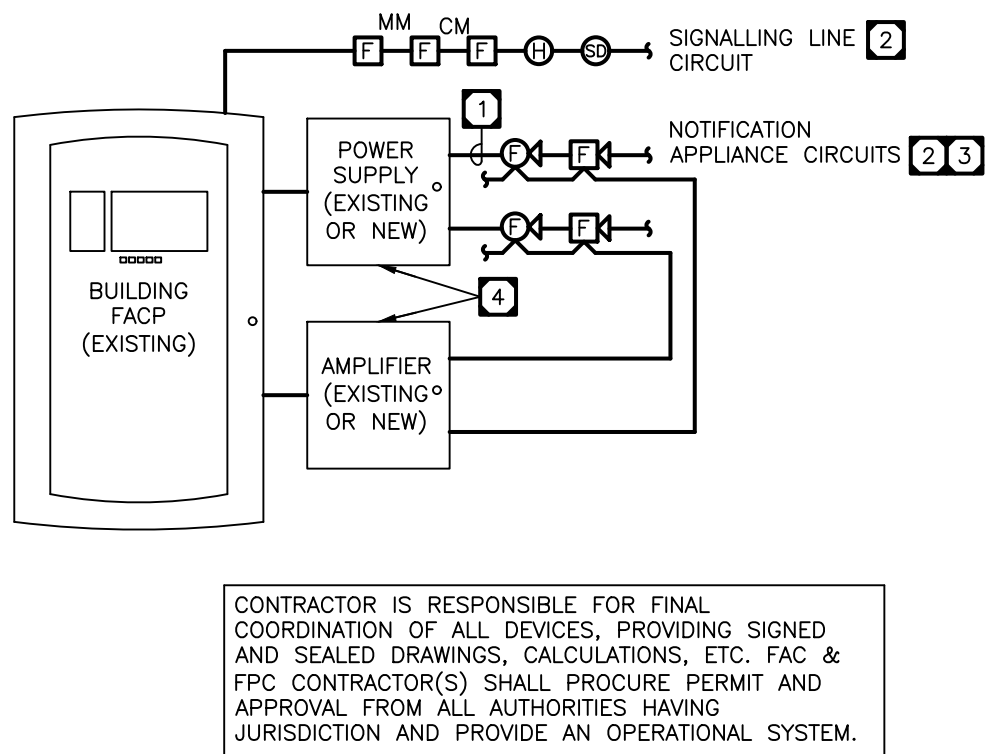 MM
CM
F
F
F
H
SD
SIGNALLING LINE
CIRCUIT
2
1
NOTIFICATION
APPLIANCE CIRCUITS
2
3
POWER
SUPPLY
(EXISTING
OR NEW)
F
F
F
F
BUILDING
FACP
(EXISTING)
4
AMPLIFIER
(EXISTING
OR NEW)
CONTRACTOR IS RESPONSIBLE FOR FINAL
COORDINATION OF ALL DEVICES, PROVIDING SIGNED
AND SEALED DRAWINGS, CALCULATIONS, ETC. FAC &
FPC CONTRACTOR(S) SHALL PROCURE PERMIT AND
APPROVAL FROM ALL AUTHORITIES HAVING
JURISDICTION AND PROVIDE AN OPERATIONAL SYSTEM.